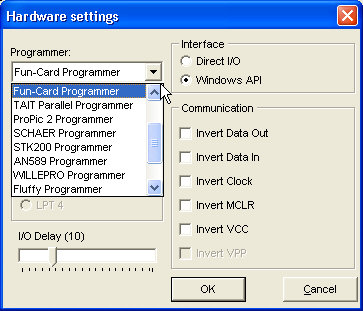 Hardware settings
Programmer:
Fun-Card Programmer
Fun-Card Programmer
TAIT Parallel Programmer
ProPic 2 Programmer
SCHAER Programmer
STK200 Programmer
AN589 Programmer
WILLEPRO Programmer
Fluffy Programmer
LPT 4
I/O Delay (10)
Interface
Direct I/O
Windows API
Communication
Invert Data Out
Invert Data In
Invert Clock
Invert MCLR
Invert VCC
Invert VPP
OK
Cancel